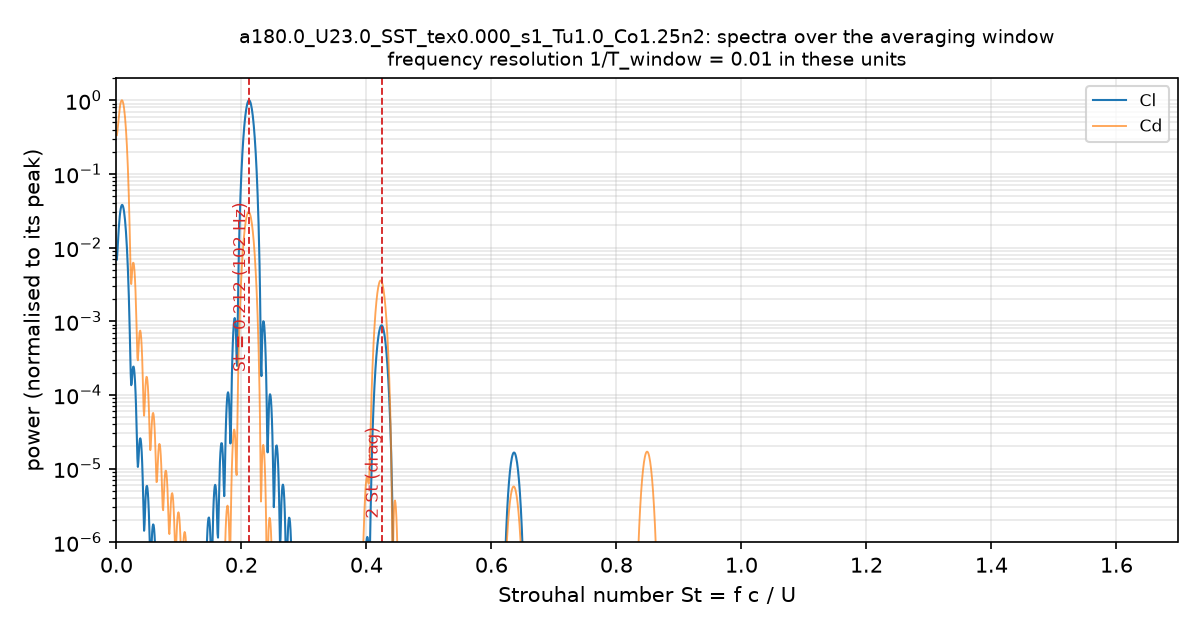 a180.0_U23.0_SST_tex0.000_s1_Tu1.0_Co1.25n2: spectra over the averaging window
frequency resolution 1/T_window = 0.01 in these units
Cl
Cd
power (normalised to its peak)
10⁰
10⁻¹
10⁻²
10⁻³
10⁻⁴
10⁻⁵
10⁻⁶
St = 0.212 (102 Hz)
2 St (drag)
0.0 0.2 0.4 0.6 0.8 1.0 1.2 1.4 1.6
Strouhal number St = f c / U